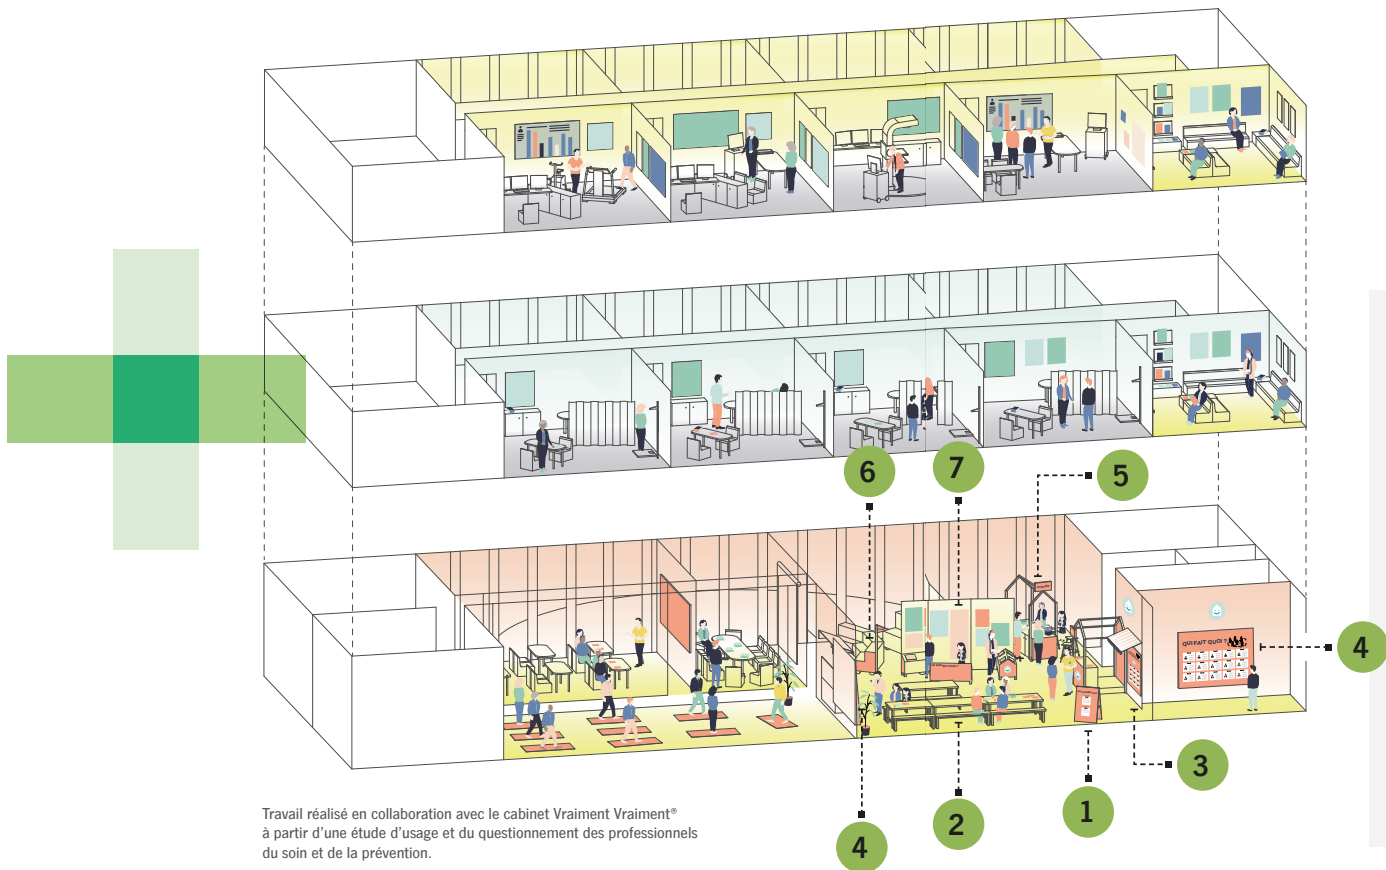 6
7
5
QUI FAIT QUOI ?
4
3
1
2
4
Travail réalisé en collaboration avec le cabinet Vraiment Vraiment®
à partir d'une étude d'usage et du questionnement des professionnels
du soin et de la prévention.